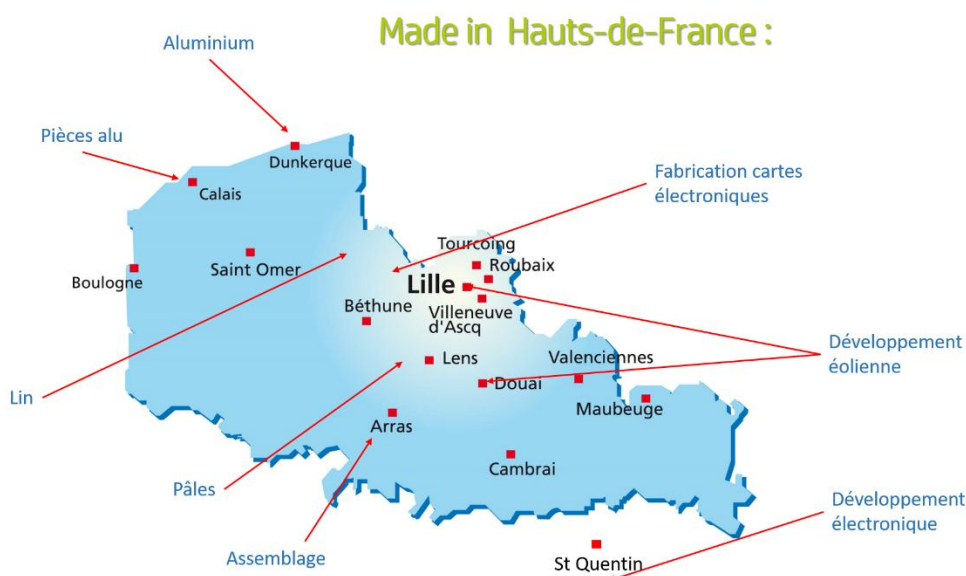 Made in Hauts-de-France :
Aluminium
Pièces alu
Dunkerque
Calais
Fabrication cartes
électroniques
Tourcoing
Roubaix
Saint Omer
Boulogne
Lille
Béthune
Villeneuve
d'Ascq
Développement
éolienne
Lens
Valenciennes
Douai
Lin
Maubeuge
Arras
Cambrai
Pâles
Développement
électronique
Assemblage
St Quentin